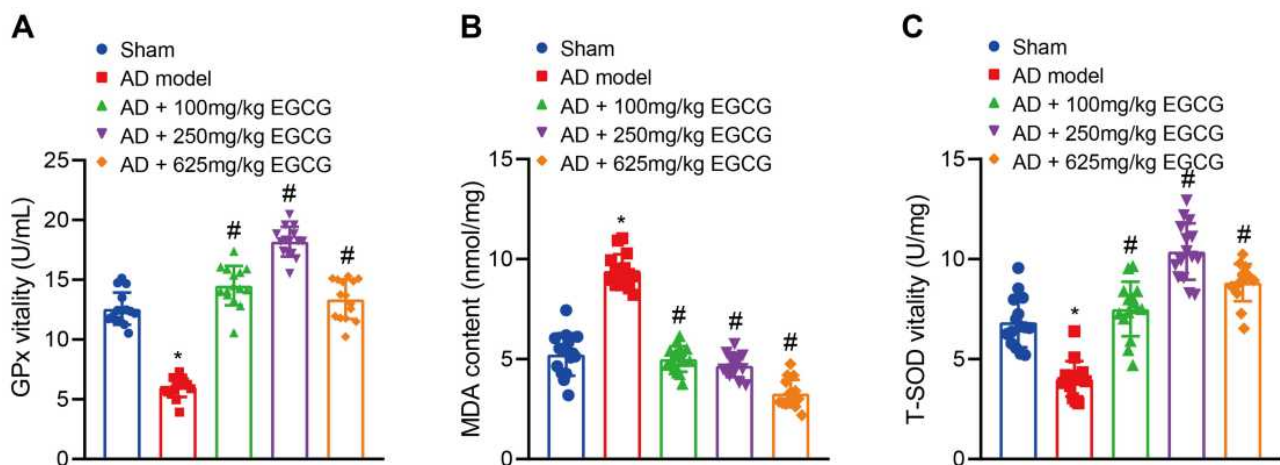 A
Sham
AD model
AD + 100mg/kg EGCG
AD + 250mg/kg EGCG
AD + 625mg/kg EGCG
GPx vitality (U/mL)
25
20
15
10
5
0
*
#
#
#
B
Sham
AD model
AD + 100mg/kg EGCG
AD + 250mg/kg EGCG
AD + 625mg/kg EGCG
MDA content (nmol/mg)
15
10
5
0
*
#
#
#
C
Sham
AD model
AD + 100mg/kg EGCG
AD + 250mg/kg EGCG
AD + 625mg/kg EGCG
T-SOD vitality (U/mg)
15
10
5
0
*
#
#
#